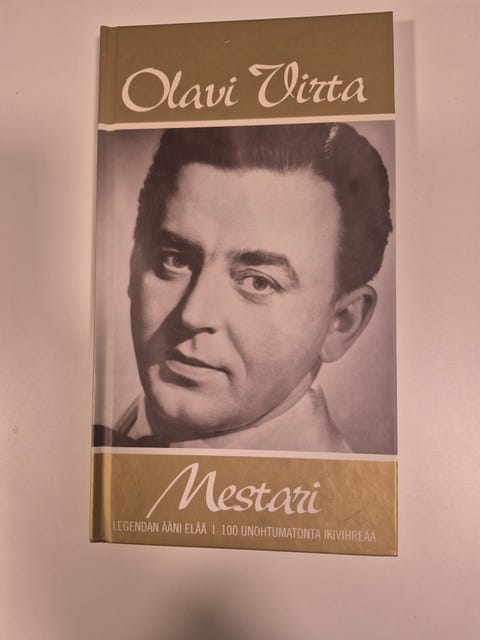 Olavi Virta
Mestari
LEGENDAN ÄÄNI ELÄÄ | 100 UNOHTUMATONTA IKIVIHREÄÄ